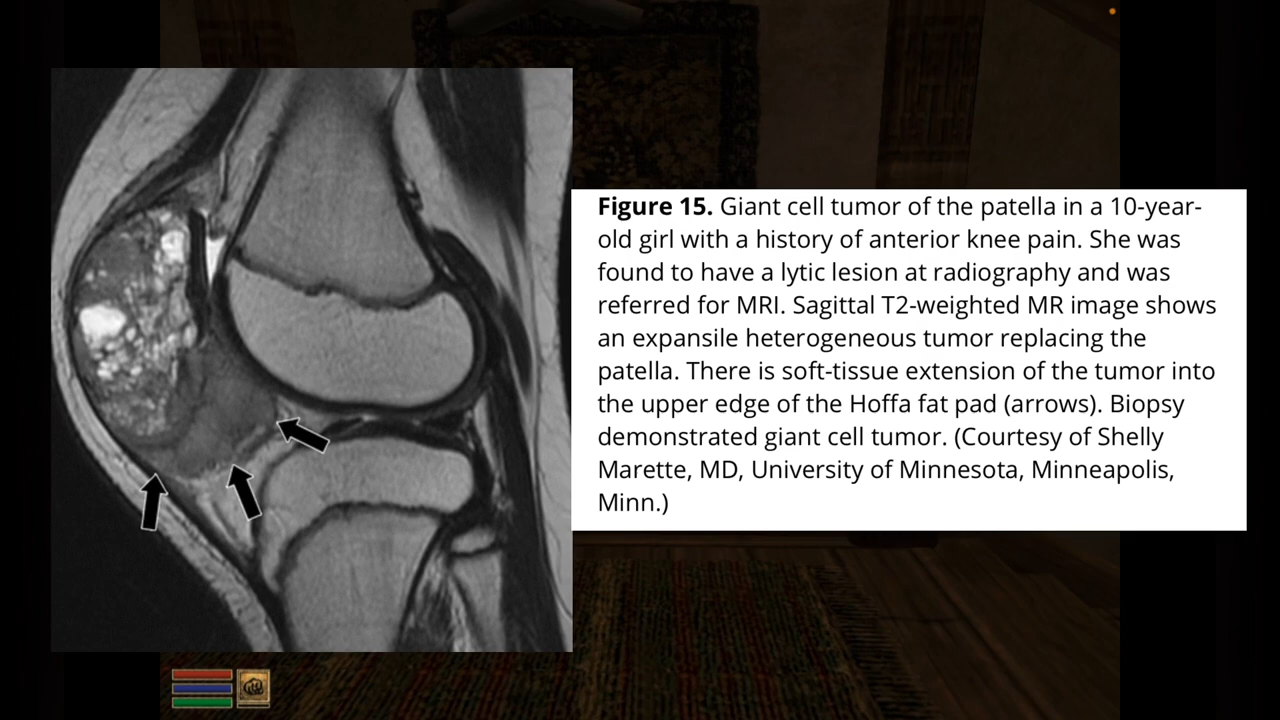 Figure 15. Giant cell tumor of the patella in a 10-year-
old girl with a history of anterior knee pain. She was
found to have a lytic lesion at radiography and was
referred for MRI. Sagittal T2-weighted MR image shows
an expansile heterogeneous tumor replacing the
patella. There is soft-tissue extension of the tumor into
the upper edge of the Hoffa fat pad (arrows). Biopsy
demonstrated giant cell tumor. (Courtesy of Shelly
Marette, MD, University of Minnesota, Minneapolis,
Minn.)